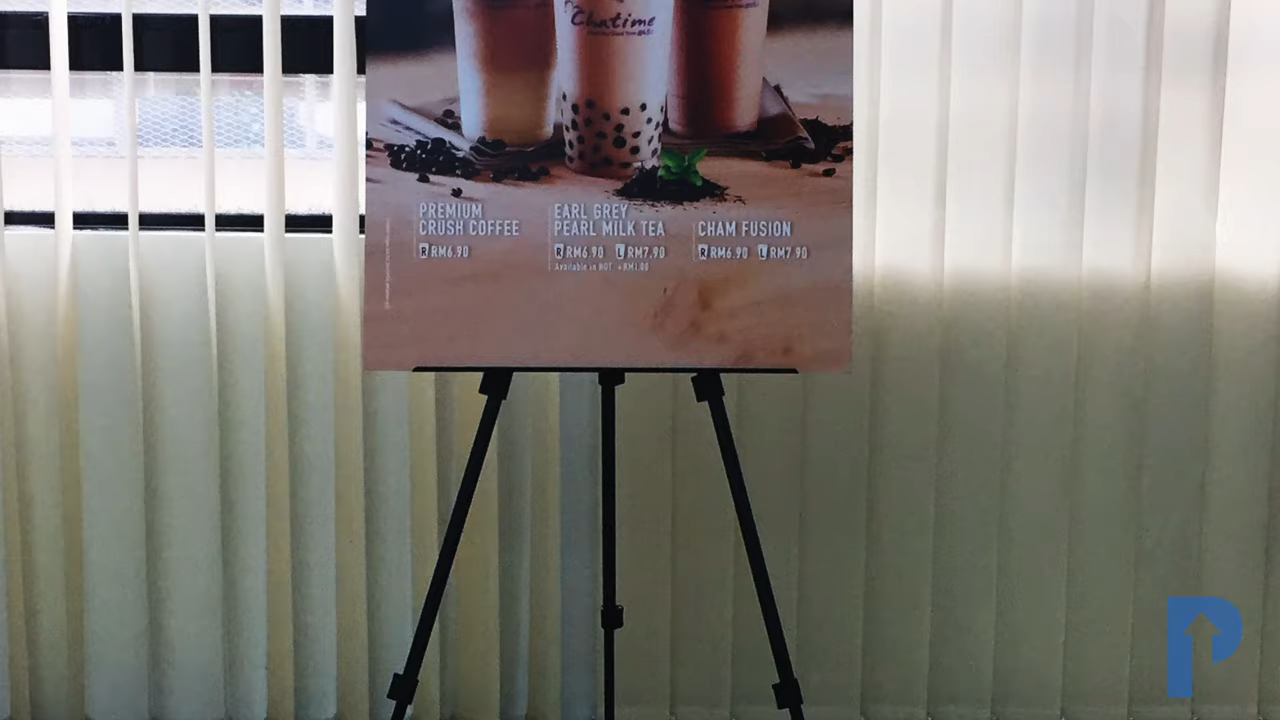 Chatime
PREMIUM
CRUSH COFFEE
R RM6.90
EARL GREY
PEARL MILK TEA
R RM6.90 L RM7.90
Available in HOT +RM1.00
CHAM FUSION
R RM6.90 L RM7.90